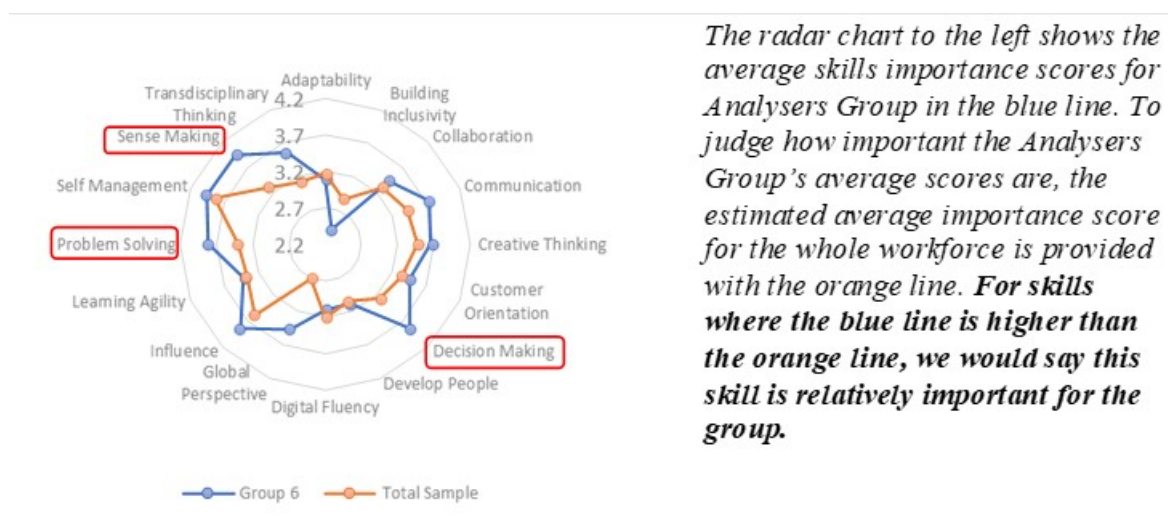 Adaptability
Building
Inclusivity
Collaboration
Communication
Creative Thinking
Customer
Orientation
Decision Making
Develop People
Digital Fluency
Global
Perspective
Influence
Learning Agility
Problem Solving
Self Management
Sense Making
Transdisciplinary
Thinking
4.2
3.7
3.2
2.7
2.2
Group 6
Total Sample
The radar chart to the left shows the
average skills importance scores for
Analysers Group in the blue line. To
judge how important the Analysers
Group's average scores are, the
estimated average importance score
for the whole workforce is provided
with the orange line. For skills
where the blue line is higher than
the orange line, we would say this
skill is relatively important for the
group.